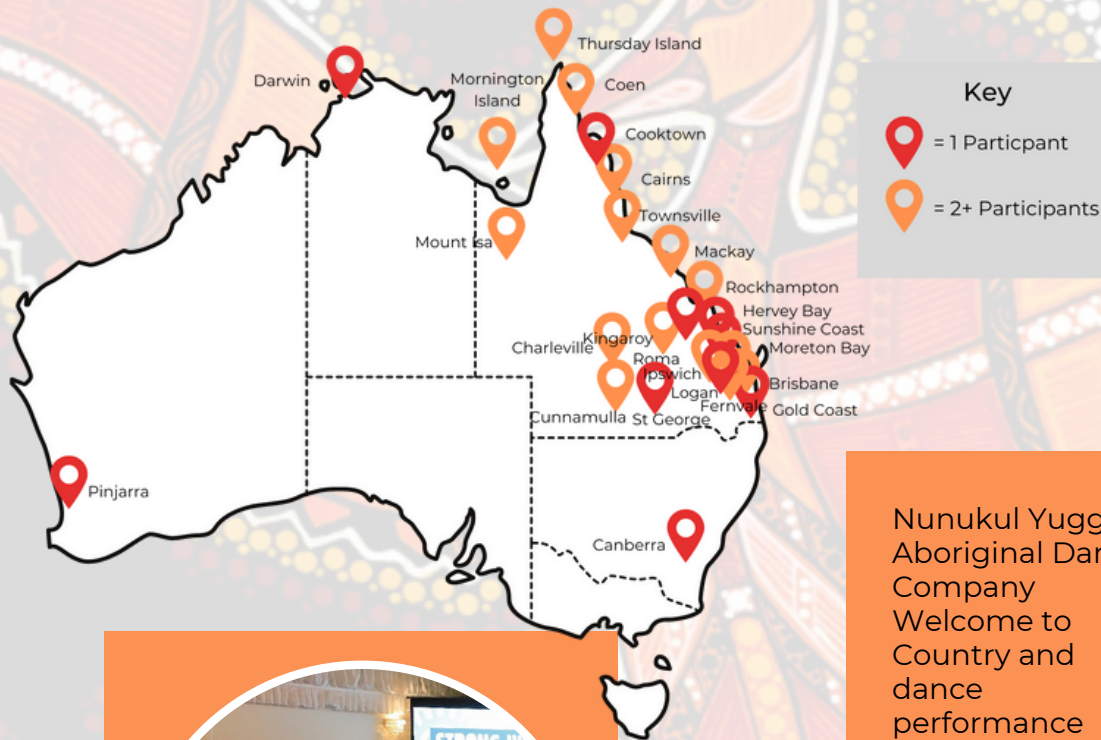 Thursday Island
Darwin
Mornington
Island
Coen
Cooktown
Cairns
Townsville
Mount Isa
Mackay
Rockhampton
Hervey Bay
Sunshine Coast
Kingaroy
Charleville
Moreton Bay
Roma
Ipswich
Brisbane
Logan
Fernvale
Gold Coast
Cunnamulla
St George
Pinjarra
Canberra
Key
= 1 Particpant
= 2+ Participants
Nunukul Yugg
Aboriginal Dan
Company
Welcome to
Country and
dance
performance
STRONG